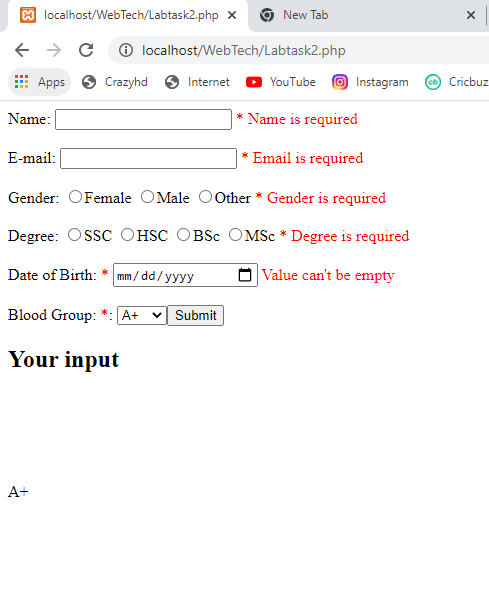 localhost/WebTech/Labtask2.php New Tab
localhost/WebTech/Labtask2.php
Apps Crazyhd Internet YouTube Instagram cb Cricbuz
Name: * Name is required
E-mail: * Email is required
Gender: Female Male Other * Gender is required
Degree: SSC HSC BSc MSc * Degree is required
Date of Birth: * mm/dd/yyyy Value can't be empty
Blood Group: *: A+ Submit
Your input
A+